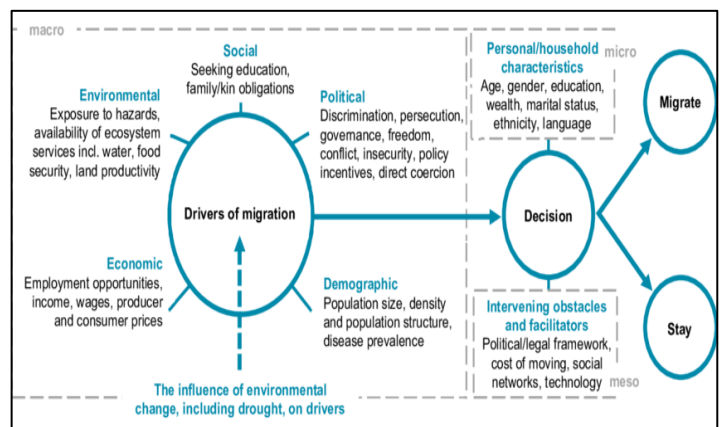 macro
Social
Seeking education,
family/kin obligations
Environmental
Exposure to hazards,
availability of ecosystem
services incl. water, food
security, land productivity
Political
Discrimination, persecution,
governance, freedom,
conflict, insecurity, policy
incentives, direct coercion
Drivers of migration
Economic
Employment opportunities,
income, wages, producer
and consumer prices
Demographic
Population size, density
and population structure,
disease prevalence
The influence of environmental
change, including drought, on drivers
Personal/household
characteristics
micro
Age, gender, education,
wealth, marital status,
ethnicity, language
Decision
Intervening obstacles
and facilitators
Political/legal framework,
cost of moving, social
networks, technology
meso
Migrate
Stay